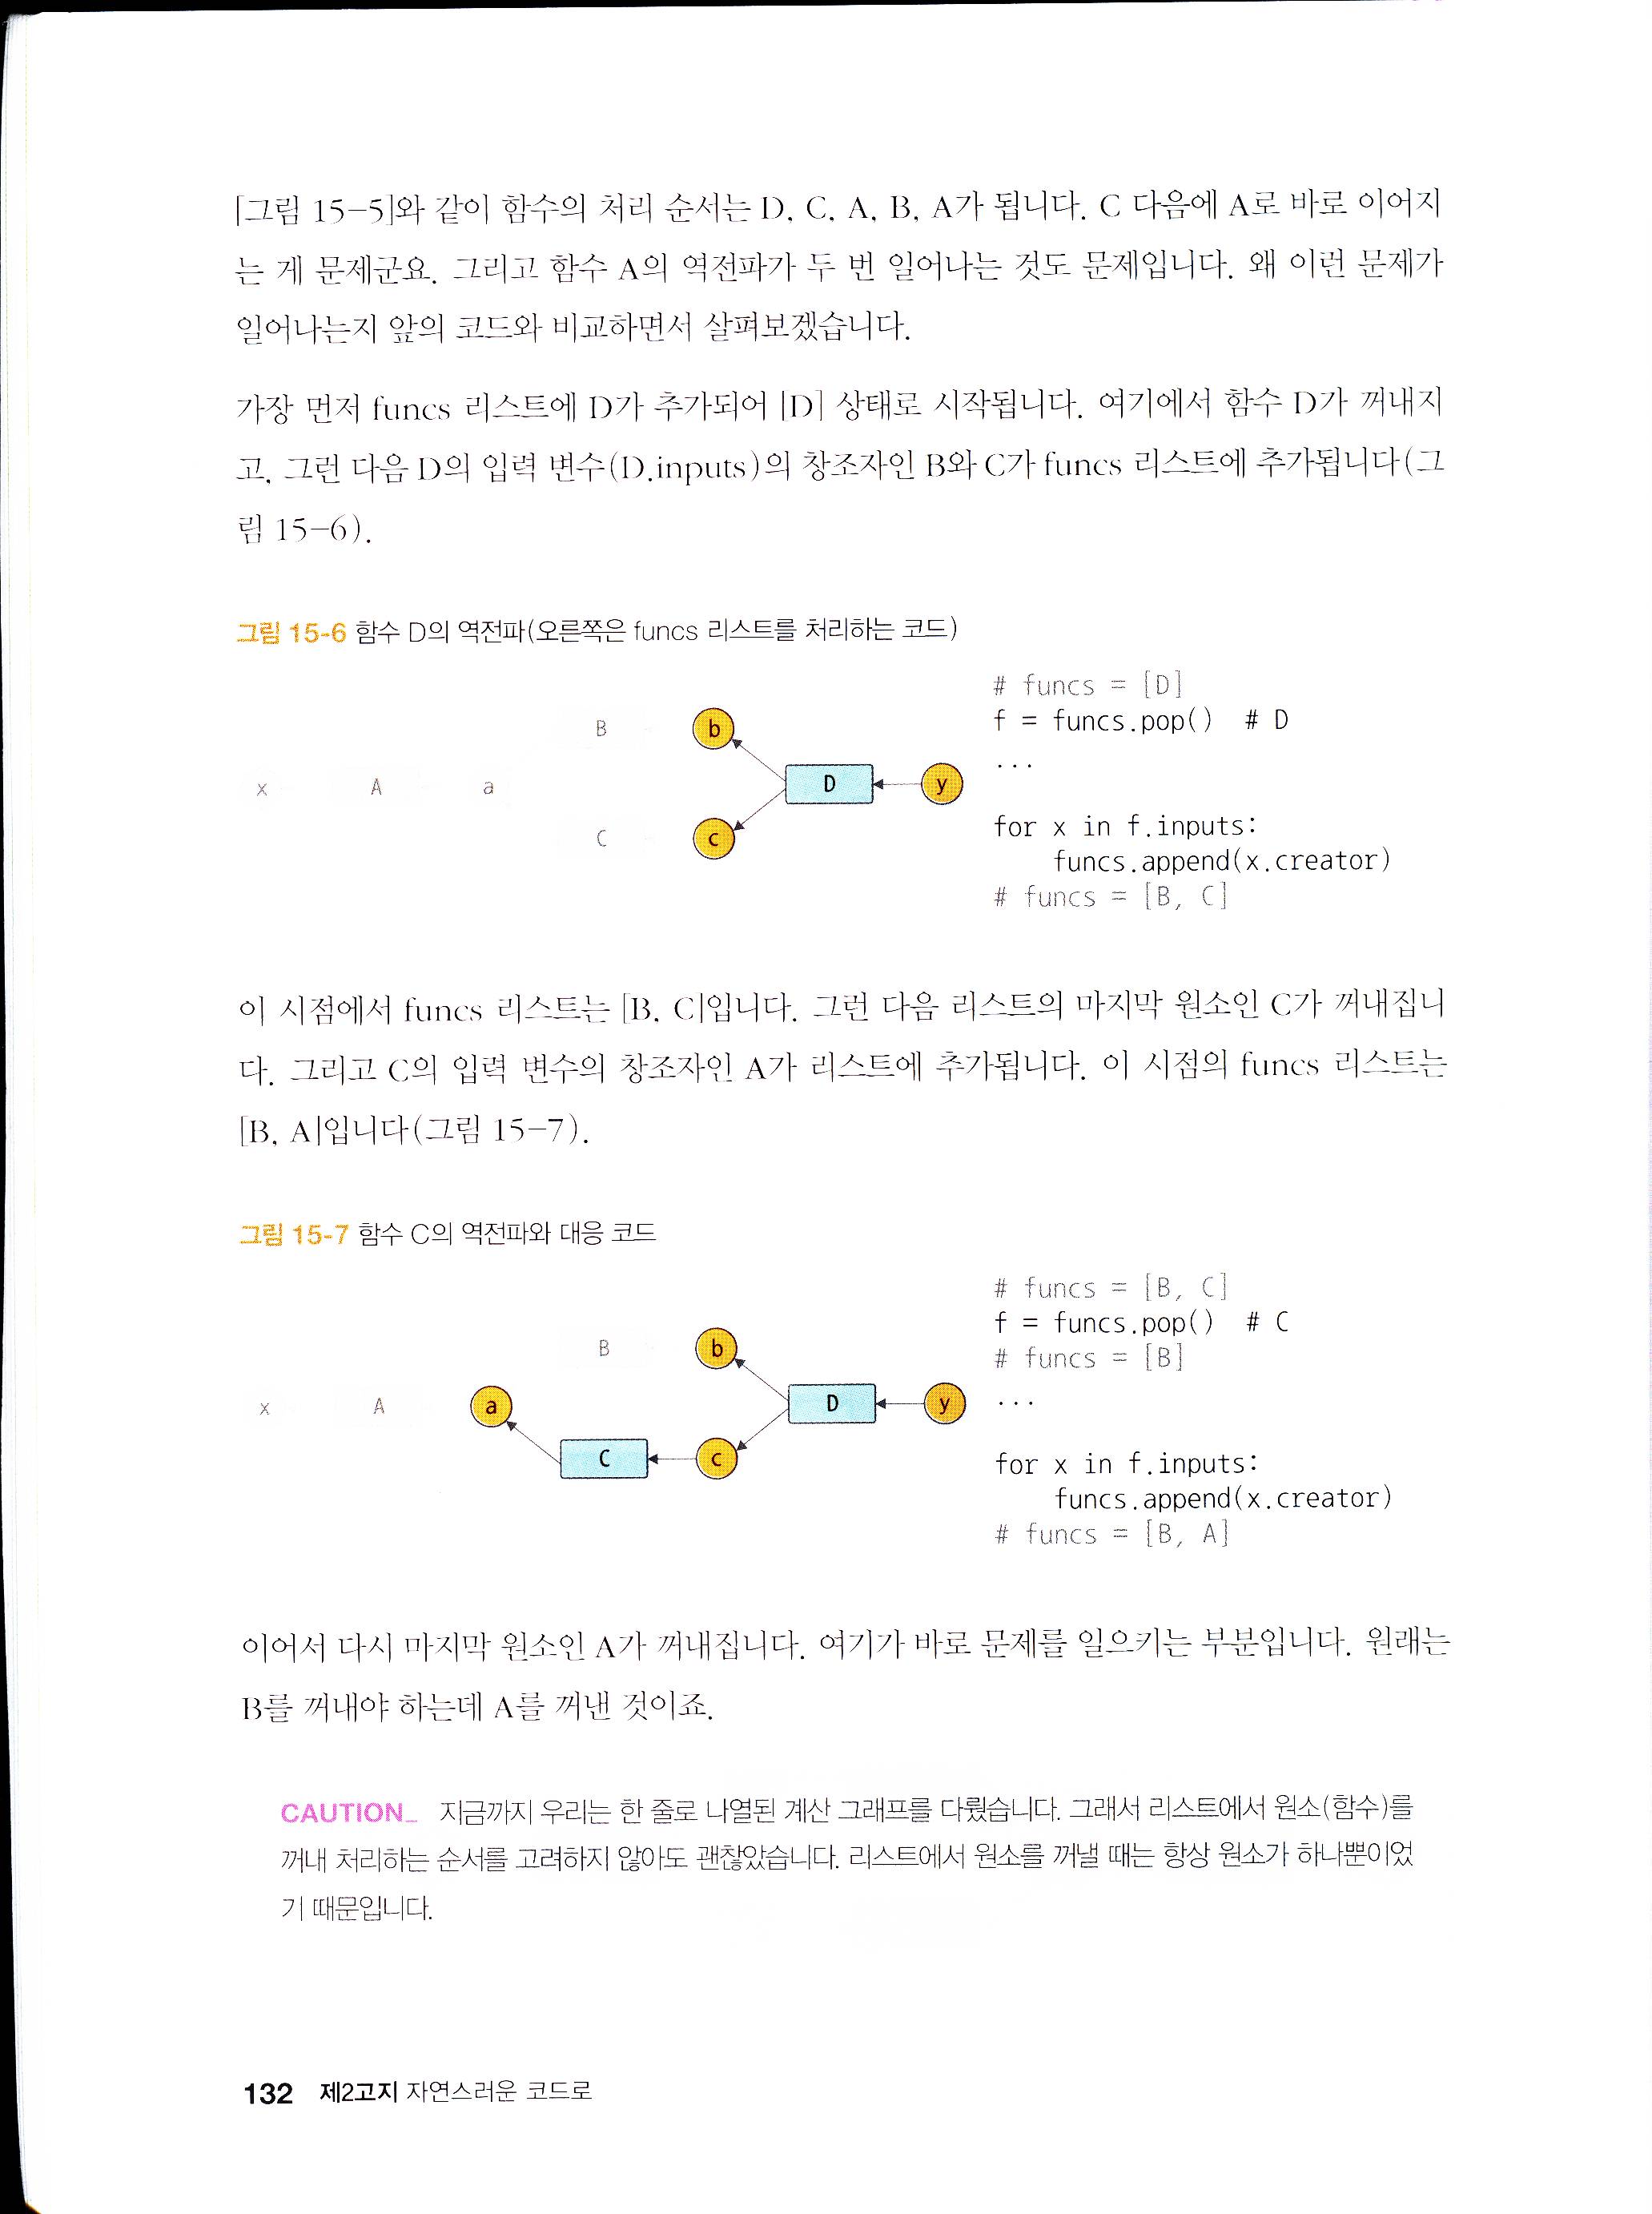 [그림 15-5]와 같이 함수의 처리 순서는 D, C, A, B, A가 됩니다. C 다음에 A로 바로 이어지
는 게 문제군요. 그리고 함수 A의 역전파가 두 번 일어나는 것도 문제입니다. 왜 이런 문제가
일어나는지 앞의 코드와 비교하면서 살펴보겠습니다.
가장 먼저 funcs 리스트에 D가 추가되어 [D] 상태로 시작됩니다. 여기에서 함수 D가 꺼내지
고, 그런 다음 D의 입력 변수(D.inputs)의 창조자인 B와 C가 funcs 리스트에 추가됩니다(그
림 15-6).
그림 15-6 함수 D의 역전파(오른쪽은 funcs 리스트를 처리하는 코드)
B b
x A a D y
C c
# funcs = [D]
f = funcs.pop() # D
...
for x in f.inputs:
funcs.append(x.creator)
# funcs = [B, C]
이 시점에서 funcs 리스트는 [B, C]입니다. 그런 다음 리스트의 마지막 원소인 C가 꺼내집니
다. 그리고 C의 입력 변수의 창조자인 A가 리스트에 추가됩니다. 이 시점의 funcs 리스트는
[B, A]입니다(그림 15-7).
그림 15-7 함수 C의 역전파와 대응 코드
B b
x A a D y
C c
# funcs = [B, C]
f = funcs.pop() # C
# funcs = [B]
...
for x in f.inputs:
funcs.append(x.creator)
# funcs = [B, A]
이어서 다시 마지막 원소인 A가 꺼내집니다. 여기가 바로 문제를 일으키는 부분입니다. 원래는
B를 꺼내야 하는데 A를 꺼낸 것이죠.
CAUTION_ 지금까지 우리는 한 줄로 나열된 계산 그래프를 다뤘습니다. 그래서 리스트에서 원소(함수)를
꺼내 처리하는 순서를 고려하지 않아도 괜찮았습니다. 리스트에서 원소를 꺼낼 때는 항상 원소가 하나뿐이었
기 때문입니다.
132 제2고지 자연스러운 코드로